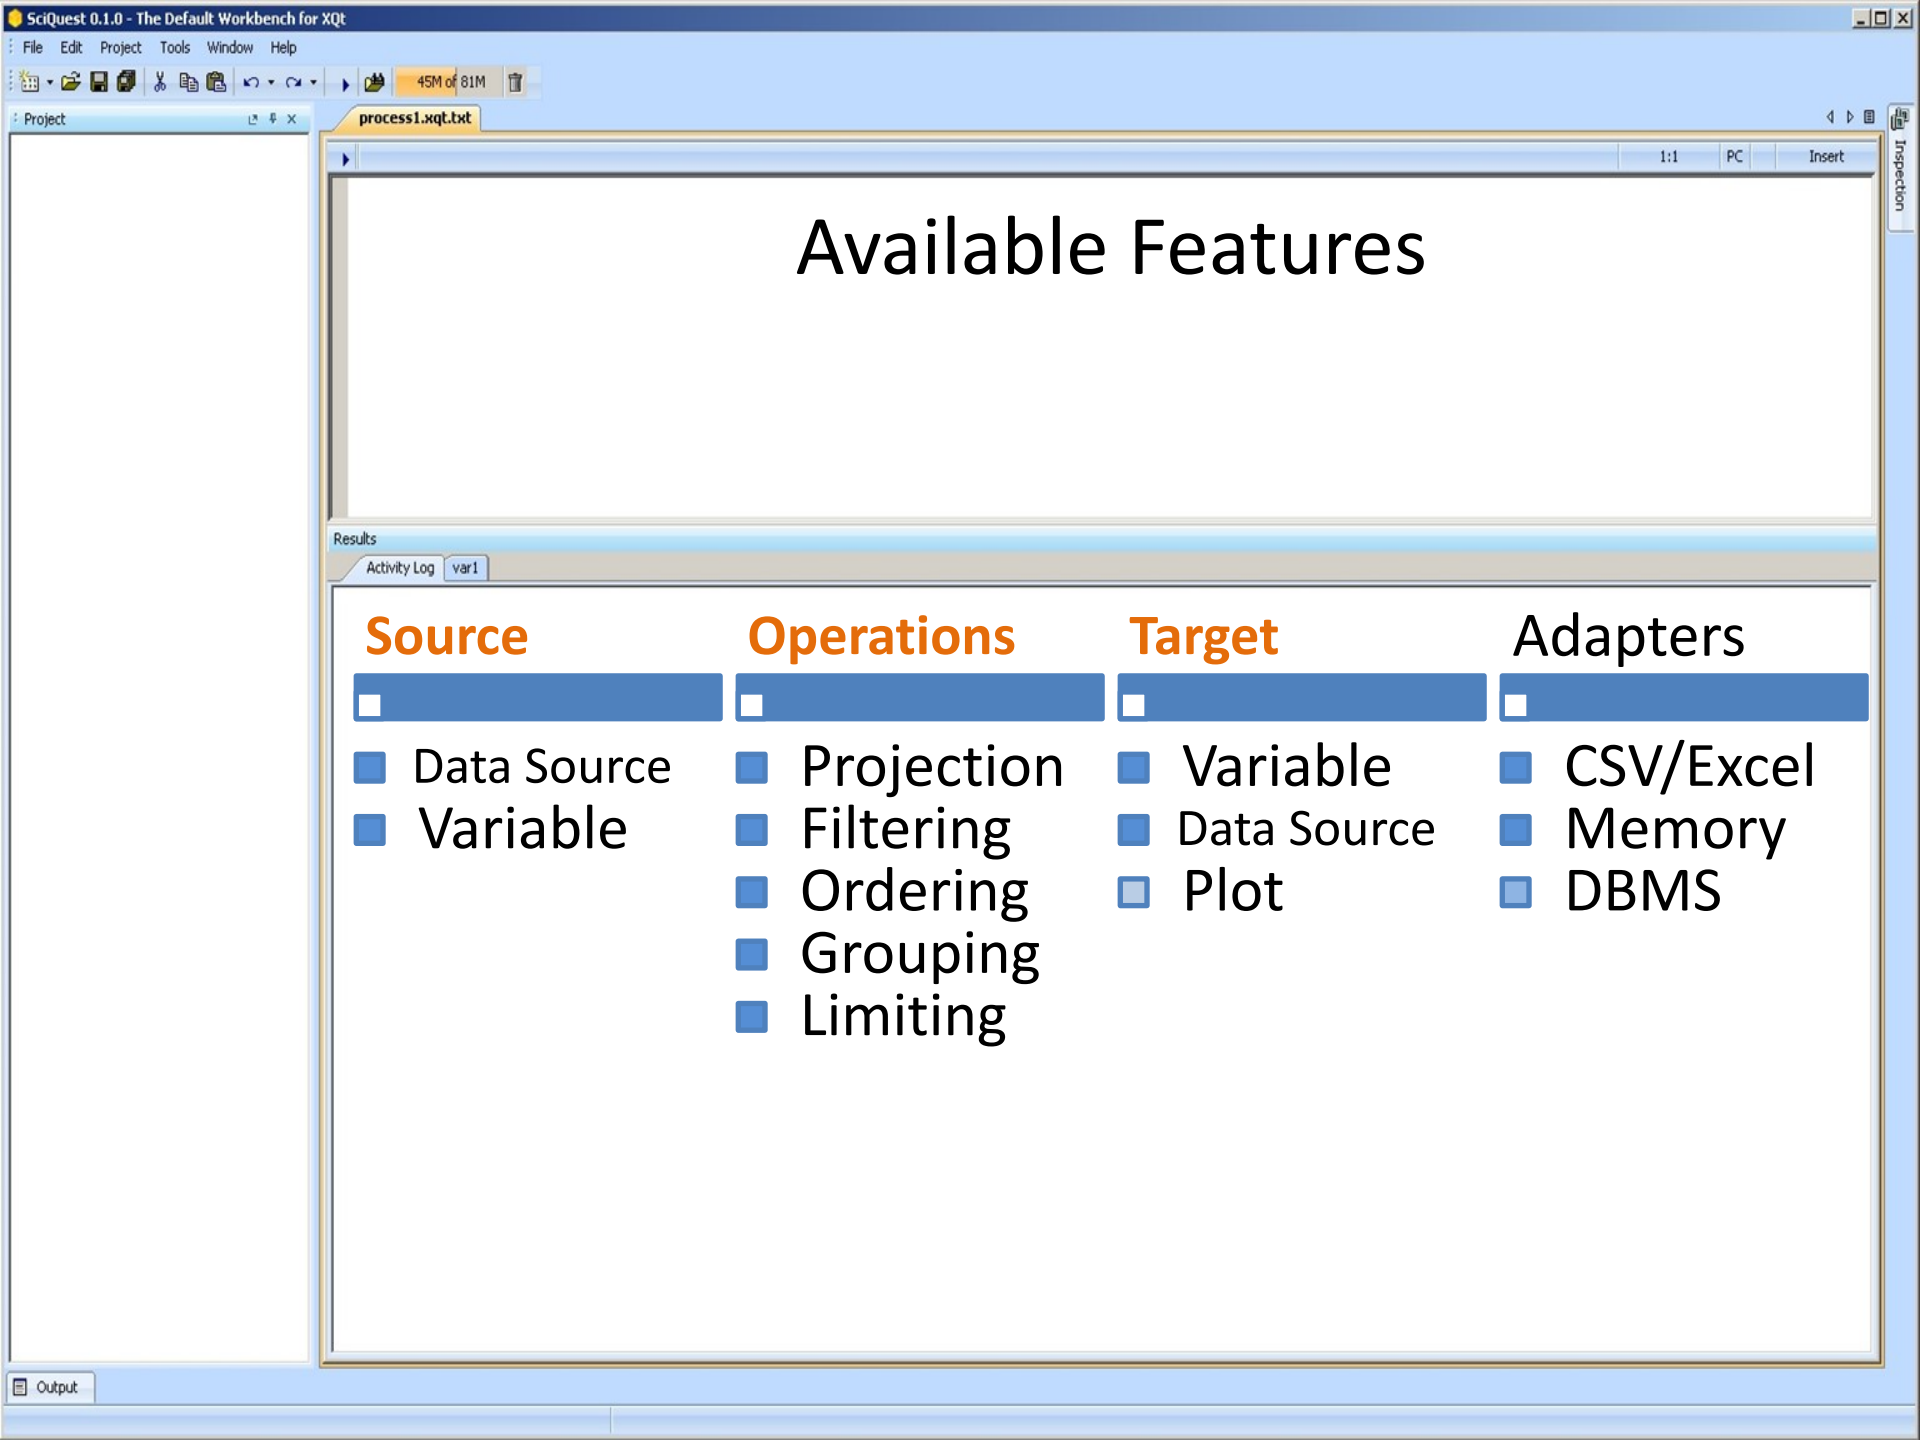 SciQuest 0.1.0 - The Default Workbench for XQt
File Edit Project Tools Window Help
45M of 81M
Project
process1.xqt.txt
1:1 PC Insert
Inspection
Available Features
Results
Activity Log var1
Source
Data Source
Variable
Operations
Projection
Filtering
Ordering
Grouping
Limiting
Target
Variable
Data Source
Plot
Adapters
CSV/Excel
Memory
DBMS
Output